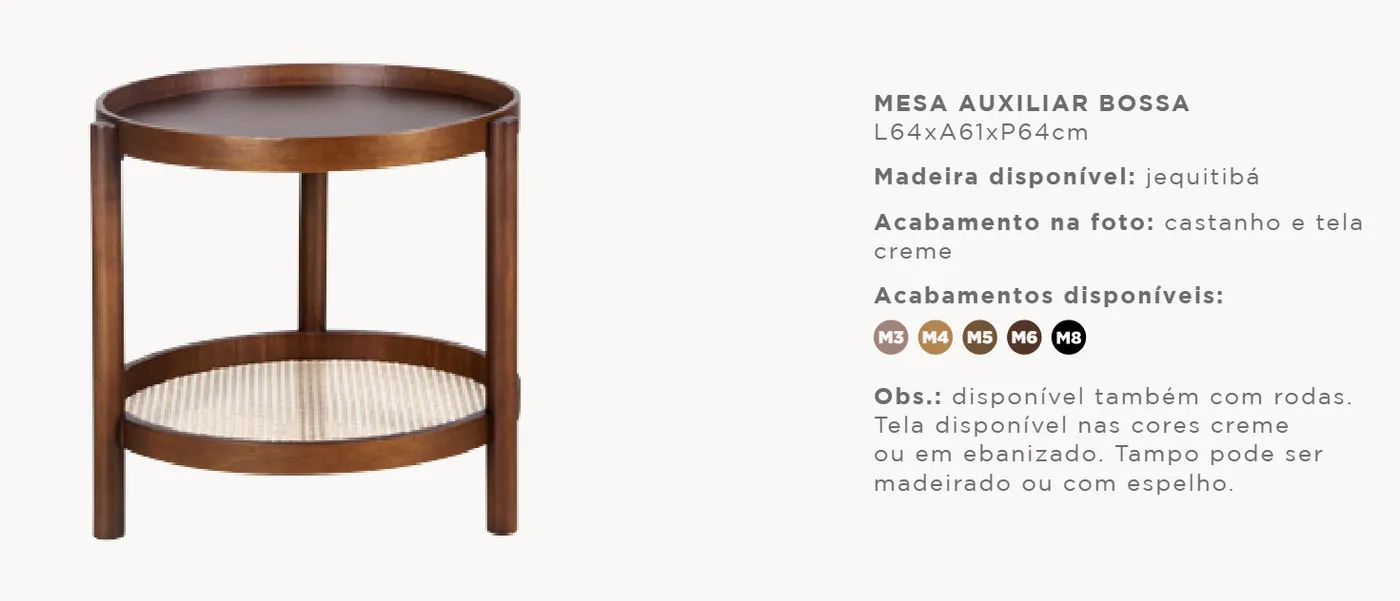 MESA AUXILIAR BOSSA
L64xA61xP64cm
Madeira disponível: jequitibá
Acabamento na foto: castanho e tela
creme
Acabamentos disponíveis:
M3 M4 M5 M6 M8
Obs.: disponível também com rodas.
Tela disponível nas cores creme
ou em ebanizado. Tampo pode ser
madeirado ou com espelho.